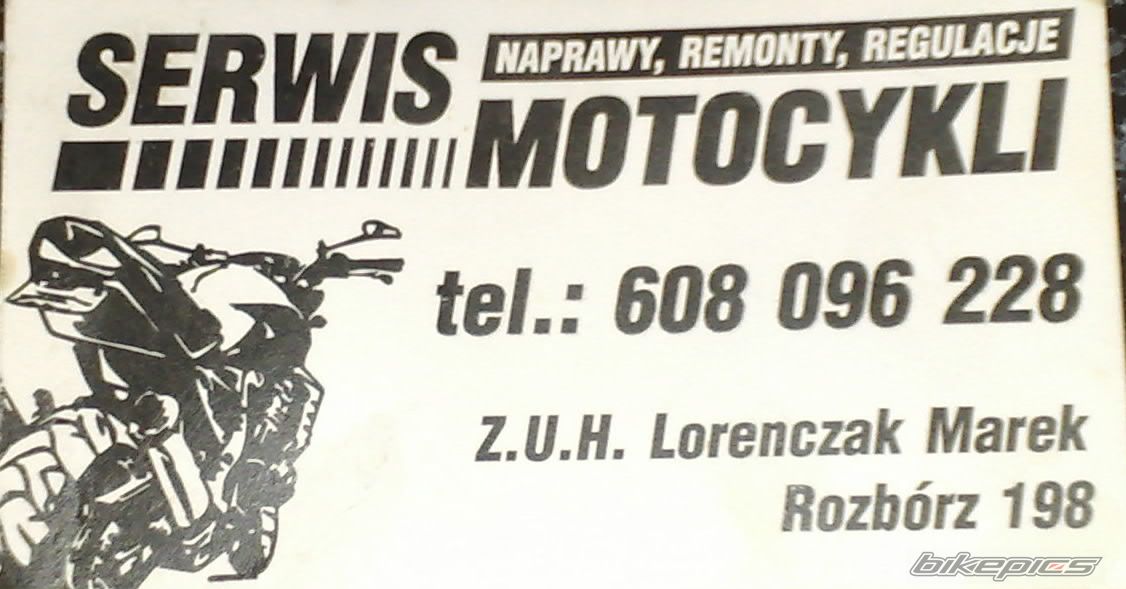 SERWIS
NAPRAWY, REMONTY, REGULACJE
MOTOCYKLI
tel.: 608 096 228
Z.U.H. Lorenczak Marek
Rozbórz 198
bikepics